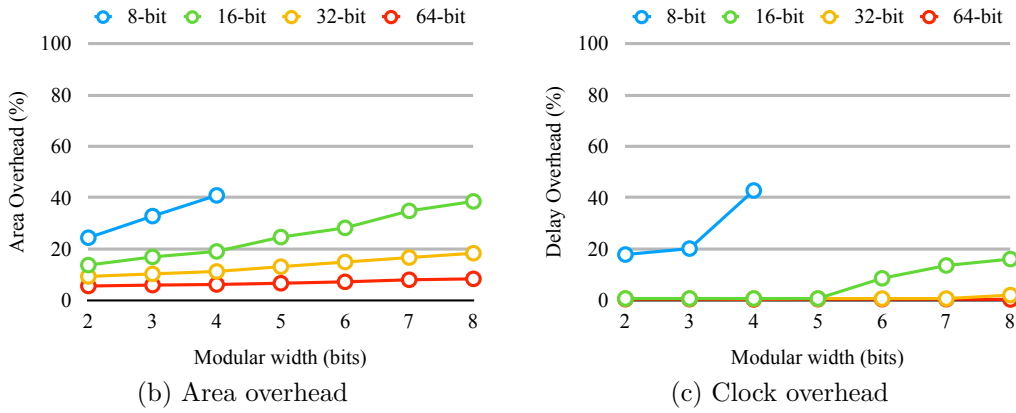 8-bit 16-bit 32-bit 64-bit
100
80
60
40
20
0
Area Overhead (%)
2 3 4 5 6 7 8
Modular width (bits)
(b) Area overhead
8-bit 16-bit 32-bit 64-bit
100
80
60
40
20
0
Delay Overhead (%)
2 3 4 5 6 7 8
Modular width (bits)
(c) Clock overhead